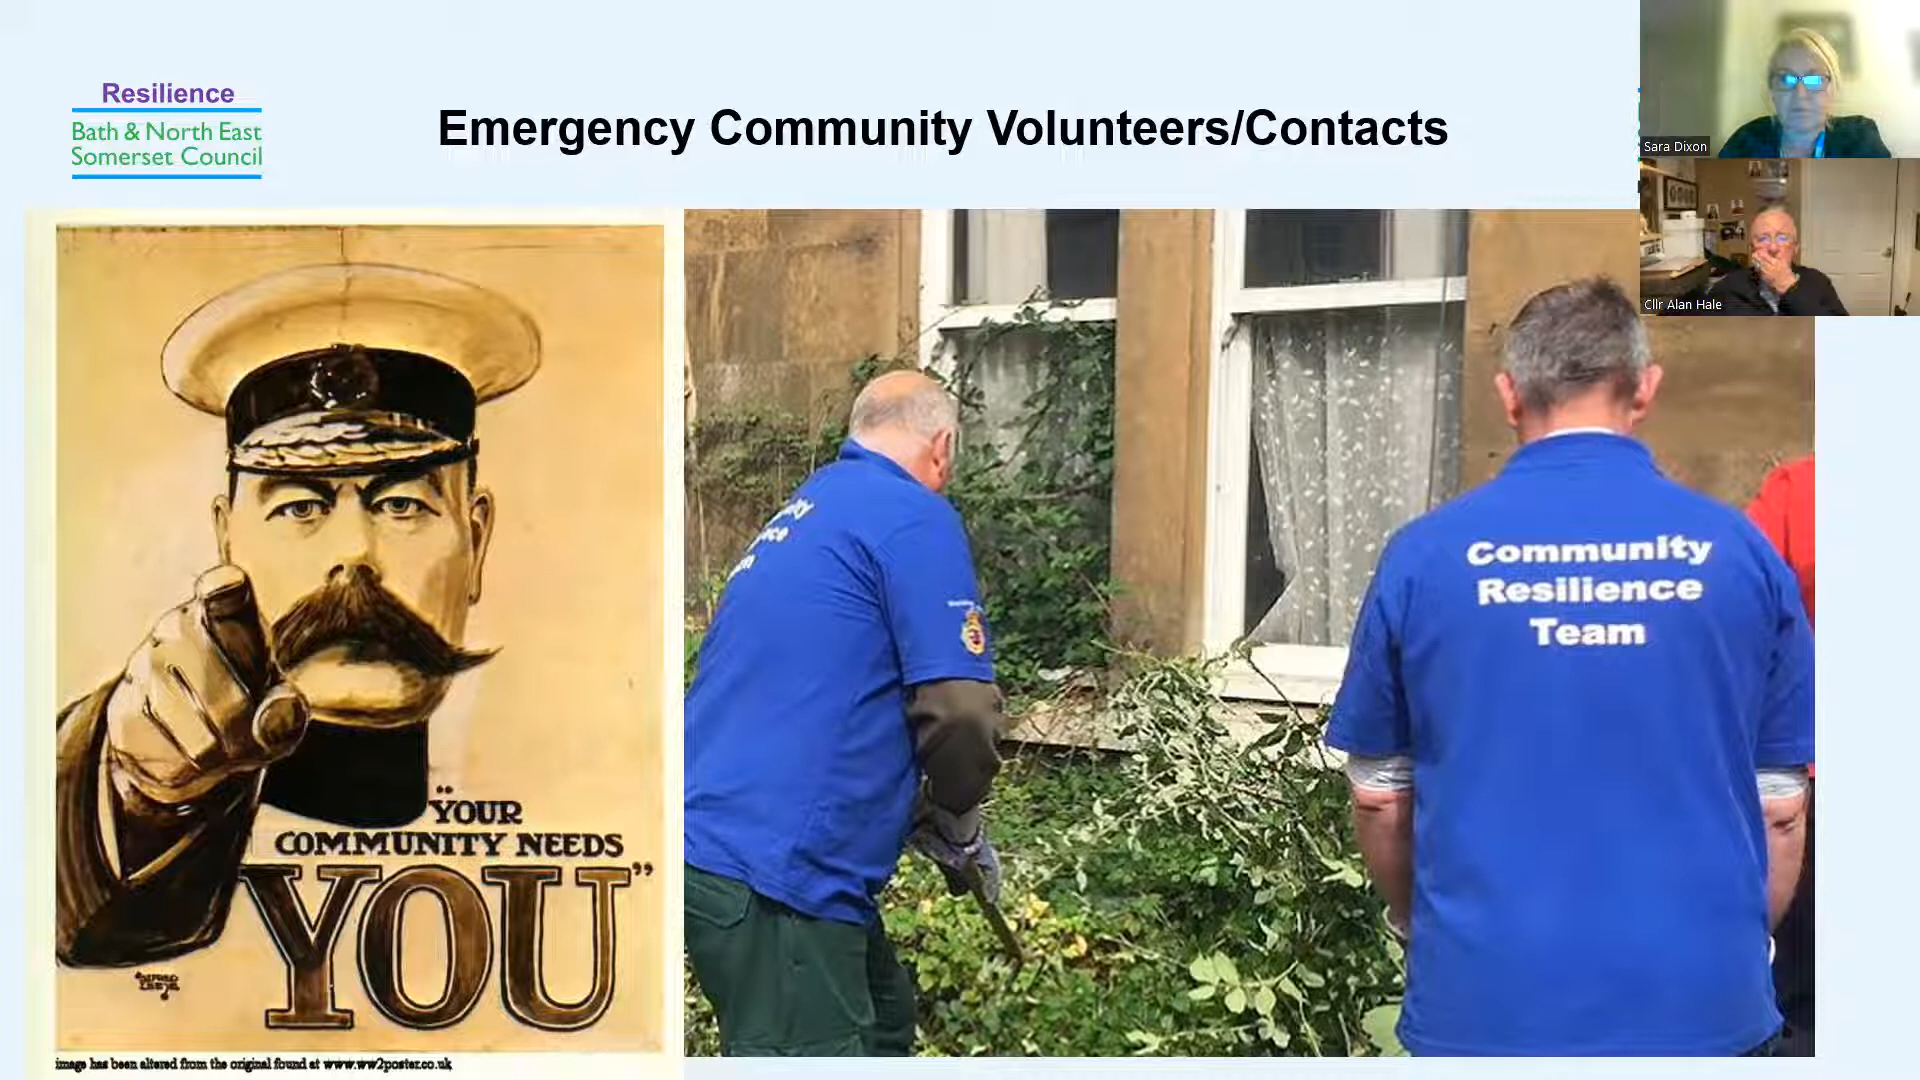 Resilience
Bath & North East
Somerset Council
Emergency Community Volunteers/Contacts
Sara Dixon
Cllr Alan Hale
"YOUR
COMMUNITY NEEDS
YOU"
image has been altered from the original found at www.ww2poster.co.uk
Community
Resilience
Team